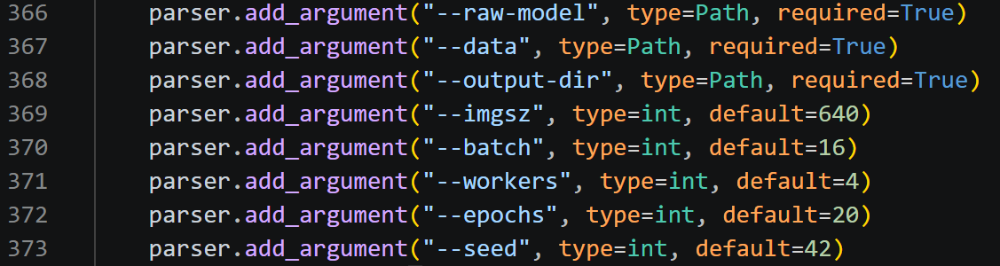 366 parser.add_argument("--raw-model", type=Path, required=True)
367 parser.add_argument("--data", type=Path, required=True)
368 parser.add_argument("--output-dir", type=Path, required=True)
369 parser.add_argument("--imgsz", type=int, default=640)
370 parser.add_argument("--batch", type=int, default=16)
371 parser.add_argument("--workers", type=int, default=4)
372 parser.add_argument("--epochs", type=int, default=20)
373 parser.add_argument("--seed", type=int, default=42)